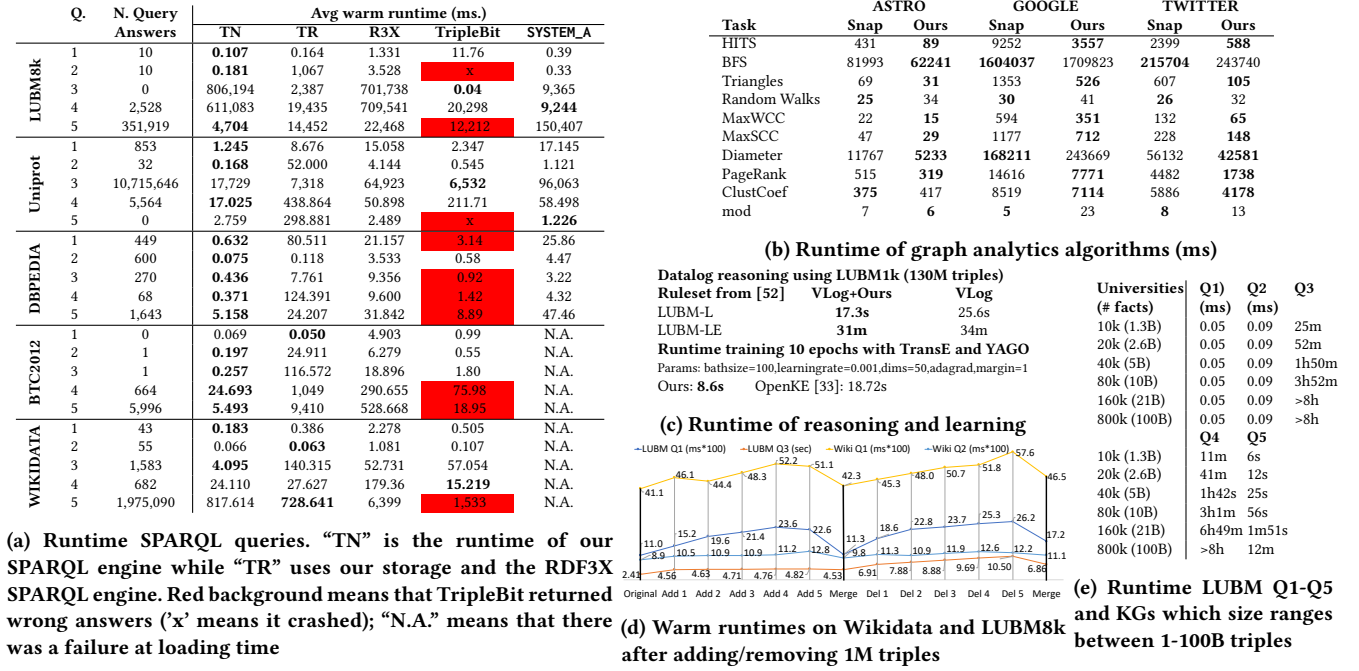 Q. N. Query Answers Avg warm runtime (ms.)
TN TR R3X TripleBit SYSTEM_A
LUBM8k
1 10 0.107 0.164 1.331 11.76 0.39
2 10 0.181 1,067 3.528 x 0.33
3 0 806,194 2,387 701,738 0.04 9,365
4 2,528 611,083 19,435 709,541 20,298 9,244
5 351,919 4,704 14,452 22,468 12,212 150,407
Uniprot
1 853 1.245 8.676 15.058 2.347 17.145
2 32 0.168 52.000 4.144 0.545 1.121
3 10,715,646 17,729 7,318 64,923 6,532 96,063
4 5,564 17.025 438.864 50.898 211.71 58.498
5 0 2.759 298.881 2.489 x 1.226
DBPEDIA
1 449 0.632 80.511 21.157 3.14 25.86
2 600 0.075 0.118 3.533 0.58 4.47
3 270 0.436 7.761 9.356 0.92 3.22
4 68 0.371 124.391 9.600 1.42 4.32
5 1,643 5.158 24.207 31.842 8.89 47.46
BTC2012
1 0 0.069 0.050 4.903 0.99 N.A.
2 1 0.197 24.911 6.279 0.55 N.A.
3 1 0.257 116.572 18.896 1.80 N.A.
4 664 24.693 1,049 290.655 75.98 N.A.
5 5,996 5.493 9,410 528.668 18.95 N.A.
WIKIDATA
1 43 0.183 0.386 2.278 0.505 N.A.
2 55 0.066 0.063 1.081 0.107 N.A.
3 1,583 4.095 140.315 52.731 57.054 N.A.
4 682 24.110 27.627 179.36 15.219 N.A.
5 1,975,090 817.614 728.641 6,399 1,533 N.A.
(a) Runtime SPARQL queries. “TN” is the runtime of our
SPARQL engine while “TR” uses our storage and the RDF3X
SPARQL engine. Red background means that TripleBit returned
wrong answers ('x' means it crashed); “N.A.” means that there
was a failure at loading time
ASTRO GOOGLE TWITTER
Task Snap Ours Snap Ours Snap Ours
HITS 431 89 9252 3557 2399 588
BFS 81993 62241 1604037 1709823 215704 243740
Triangles 69 31 1353 526 607 105
Random Walks 25 34 30 41 26 32
MaxWCC 22 15 594 351 132 65
MaxSCC 47 29 1177 712 228 148
Diameter 11767 5233 168211 243669 56132 42581
PageRank 515 319 14616 7771 4482 1738
ClustCoef 375 417 8519 7114 5886 4178
mod 7 6 5 23 8 13
(b) Runtime of graph analytics algorithms (ms)
Datalog reasoning using LUBM1k (130M triples)
Ruleset from [52] VLog+Ours VLog
LUBM-L 17.3s 25.6s
LUBM-LE 31m 34m
Runtime training 10 epochs with TransE and YAGO
Params: bathsize=100,learningrate=0.001,dims=50,adagrad,margin=1
Ours: 8.6s OpenKE [33]: 18.72s
(c) Runtime of reasoning and learning
LUBM Q1 (ms*100) LUBM Q3 (sec) Wiki Q1 (ms*100) Wiki Q2 (ms*100)
41.1 46.1 44.4 48.3 52.2 51.1 42.3 45.3 48.0 50.7 51.8 57.6 46.5
11.0 15.2 19.6 21.4 23.6 22.6 11.3 18.6 22.8 23.7 25.3 26.2 17.2
8.9 10.5 10.9 10.9 11.2 12.8 9.8 11.3 10.9 11.9 12.6 12.2 11.1
2.41 4.56 4.63 4.71 4.76 4.82 4.53 6.91 7.88 8.88 9.69 10.50 6.86
Original Add 1 Add 2 Add 3 Add 4 Add 5 Merge Del 1 Del 2 Del 3 Del 4 Del 5 Merge
(d) Warm runtimes on Wikidata and LUBM8k
after adding/removing 1M triples
Universities Q1) Q2 Q3
(# facts) (ms) (ms)
10k (1.3B) 0.05 0.09 25m
20k (2.6B) 0.05 0.09 52m
40k (5B) 0.05 0.09 1h50m
80k (10B) 0.05 0.09 3h52m
160k (21B) 0.05 0.09 >8h
800k (100B) 0.05 0.09 >8h
Q4 Q5
10k (1.3B) 11m 6s
20k (2.6B) 41m 12s
40k (5B) 1h42s 25s
80k (10B) 3h1m 56s
160k (21B) 6h49m 1m51s
800k (100B) >8h 12m
(e) Runtime LUBM Q1-Q5
and KGs which size ranges
between 1-100B triples